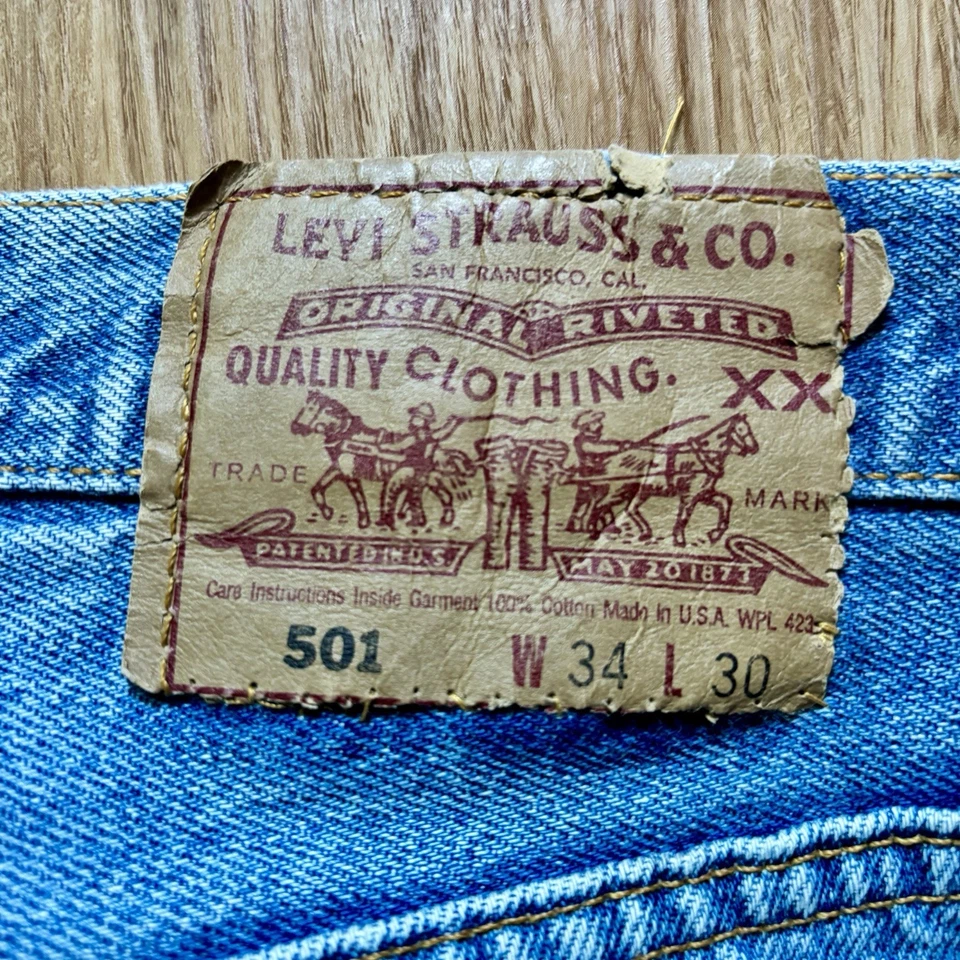 LEVI STRAUSS & CO.
SAN FRANCISCO, CAL.
ORIGINAL RIVETED
QUALITY CLOTHING. XX
TRADE MARK
PATENTED IN U.S. MAY 20 1873
Care Instructions Inside Garment 100% Cotton Made in U.S.A. WPL 423
501 W 34 L 30